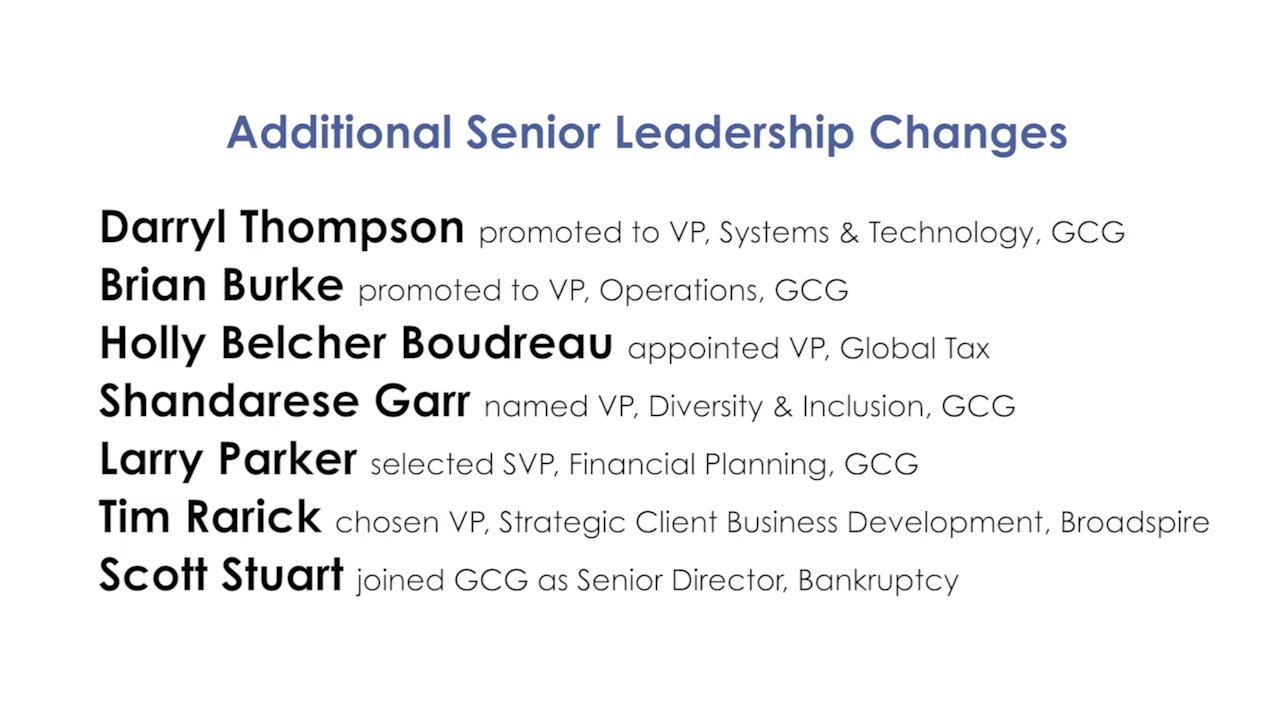 Additional Senior Leadership Changes
Darryl Thompson promoted to VP, Systems & Technology, GCG
Brian Burke promoted to VP, Operations, GCG
Holly Belcher Boudreau appointed VP, Global Tax
Shandarese Garr named VP, Diversity & Inclusion, GCG
Larry Parker selected SVP, Financial Planning, GCG
Tim Rarick chosen VP, Strategic Client Business Development, Broadspire
Scott Stuart joined GCG as Senior Director, Bankruptcy